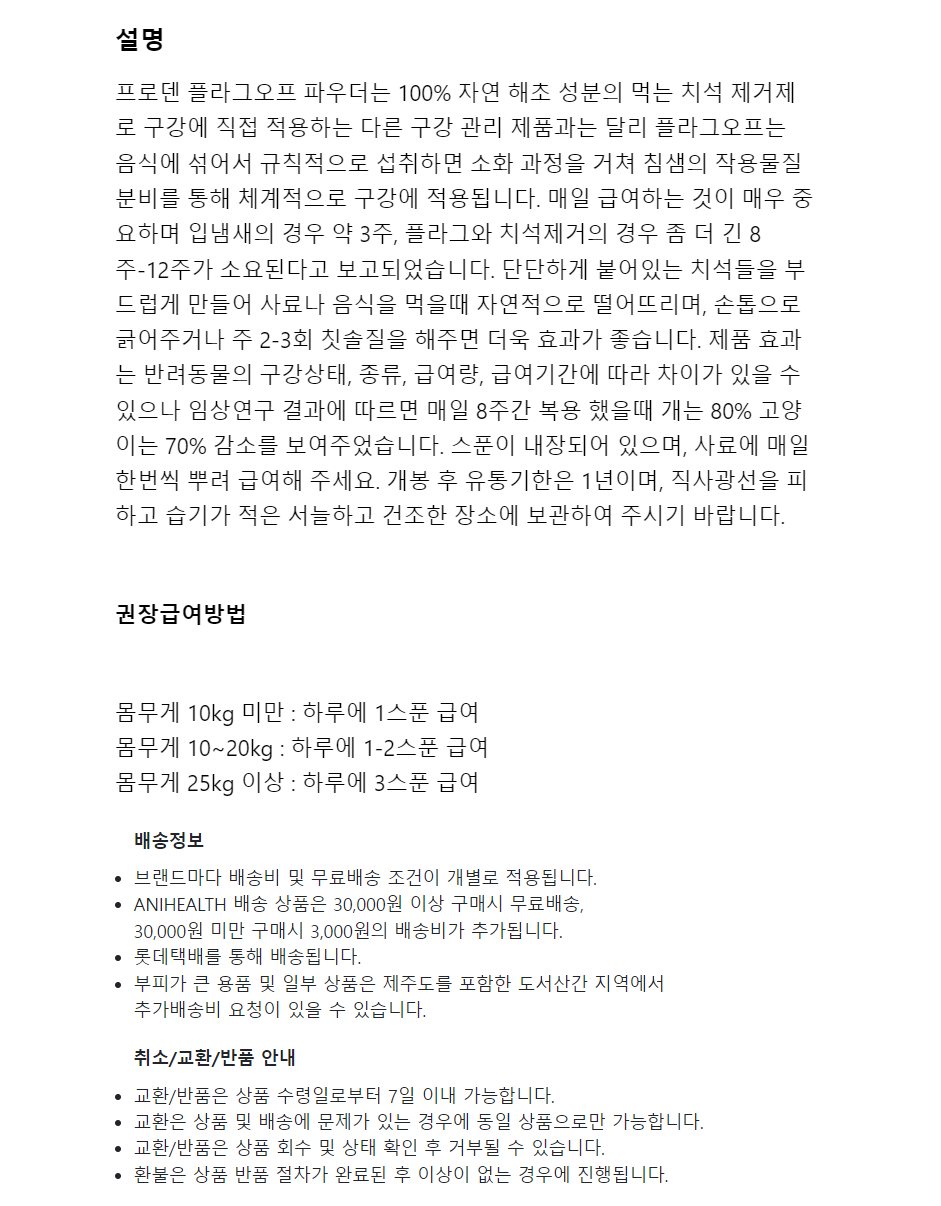 설명
프로덴 플라그오프 파우더는 100% 자연 해초 성분의 먹는 치석 제거제
로 구강에 직접 적용하는 다른 구강 관리 제품과는 달리 플라그오프는
음식에 섞어서 규칙적으로 섭취하면 소화 과정을 거쳐 침샘의 작용물질
분비를 통해 체계적으로 구강에 적용됩니다. 매일 급여하는 것이 매우 중
요하며 입냄새의 경우 약 3주, 플라그와 치석제거의 경우 좀 더 긴 8
주-12주가 소요된다고 보고되었습니다. 단단하게 붙어있는 치석들을 부
드럽게 만들어 사료나 음식을 먹을때 자연적으로 떨어뜨리며, 손톱으로
긁어주거나 주 2-3회 칫솔질을 해주면 더욱 효과가 좋습니다. 제품 효과
는 반려동물의 구강상태, 종류, 급여량, 급여기간에 따라 차이가 있을 수
있으나 임상연구 결과에 따르면 매일 8주간 복용 했을때 개는 80% 고양
이는 70% 감소를 보여주었습니다. 스푼이 내장되어 있으며, 사료에 매일
한번씩 뿌려 급여해 주세요. 개봉 후 유통기한은 1년이며, 직사광선을 피
하고 습기가 적은 서늘하고 건조한 장소에 보관하여 주시기 바랍니다.
권장급여방법
몸무게 10kg 미만 : 하루에 1스푼 급여
몸무게 10~20kg : 하루에 1-2스푼 급여
몸무게 25kg 이상 : 하루에 3스푼 급여
배송정보
• 브랜드마다 배송비 및 무료배송 조건이 개별로 적용됩니다.
• ANIHEALTH 배송 상품은 30,000원 이상 구매시 무료배송,
30,000원 미만 구매시 3,000원의 배송비가 추가됩니다.
• 롯데택배를 통해 배송됩니다.
• 부피가 큰 용품 및 일부 상품은 제주도를 포함한 도서산간 지역에서
추가배송비 요청이 있을 수 있습니다.
취소/교환/반품 안내
• 교환/반품은 상품 수령일로부터 7일 이내 가능합니다.
• 교환은 상품 및 배송에 문제가 있는 경우에 동일 상품으로만 가능합니다.
• 교환/반품은 상품 회수 및 상태 확인 후 거부될 수 있습니다.
• 환불은 상품 반품 절차가 완료된 후 이상이 없는 경우에 진행됩니다.